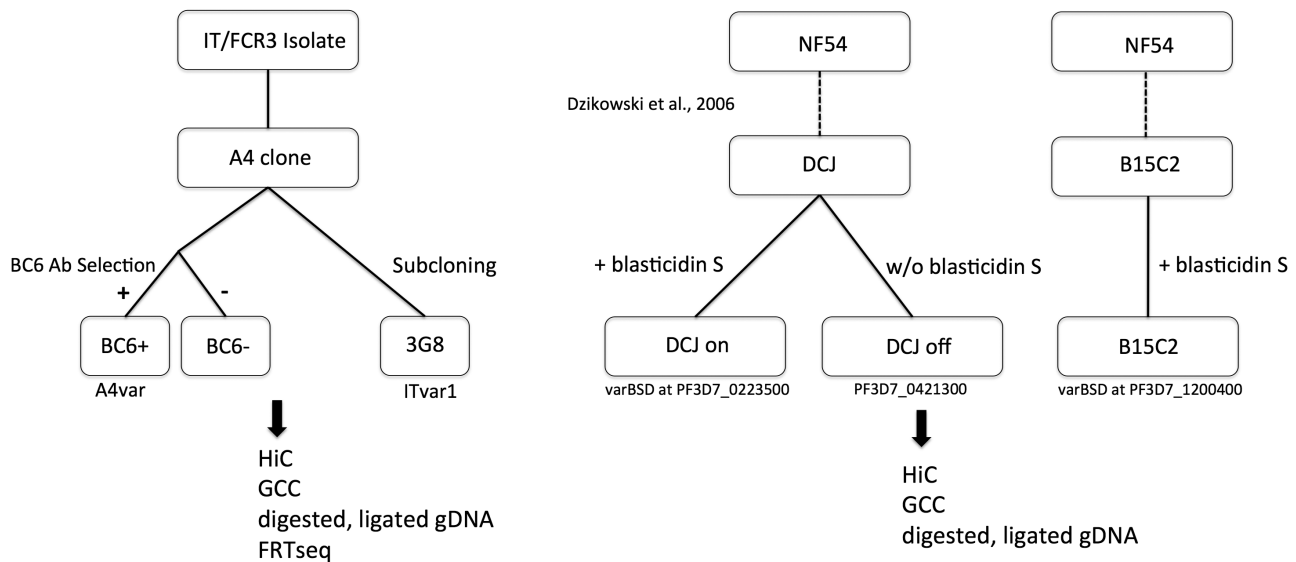 IT/FCR3 Isolate
A4 clone
BC6 Ab Selection
+
-
Subcloning
BC6+
BC6-
3G8
A4var
ITvar1
HiC
GCC
digested, ligated gDNA
FRTseq
NF54
Dzikowski et al., 2006
DCJ
+ blasticidin S
w/o blasticidin S
DCJ on
DCJ off
varBSD at PF3D7_0223500
PF3D7_0421300
HiC
GCC
digested, ligated gDNA
NF54
B15C2
+ blasticidin S
B15C2
varBSD at PF3D7_1200400